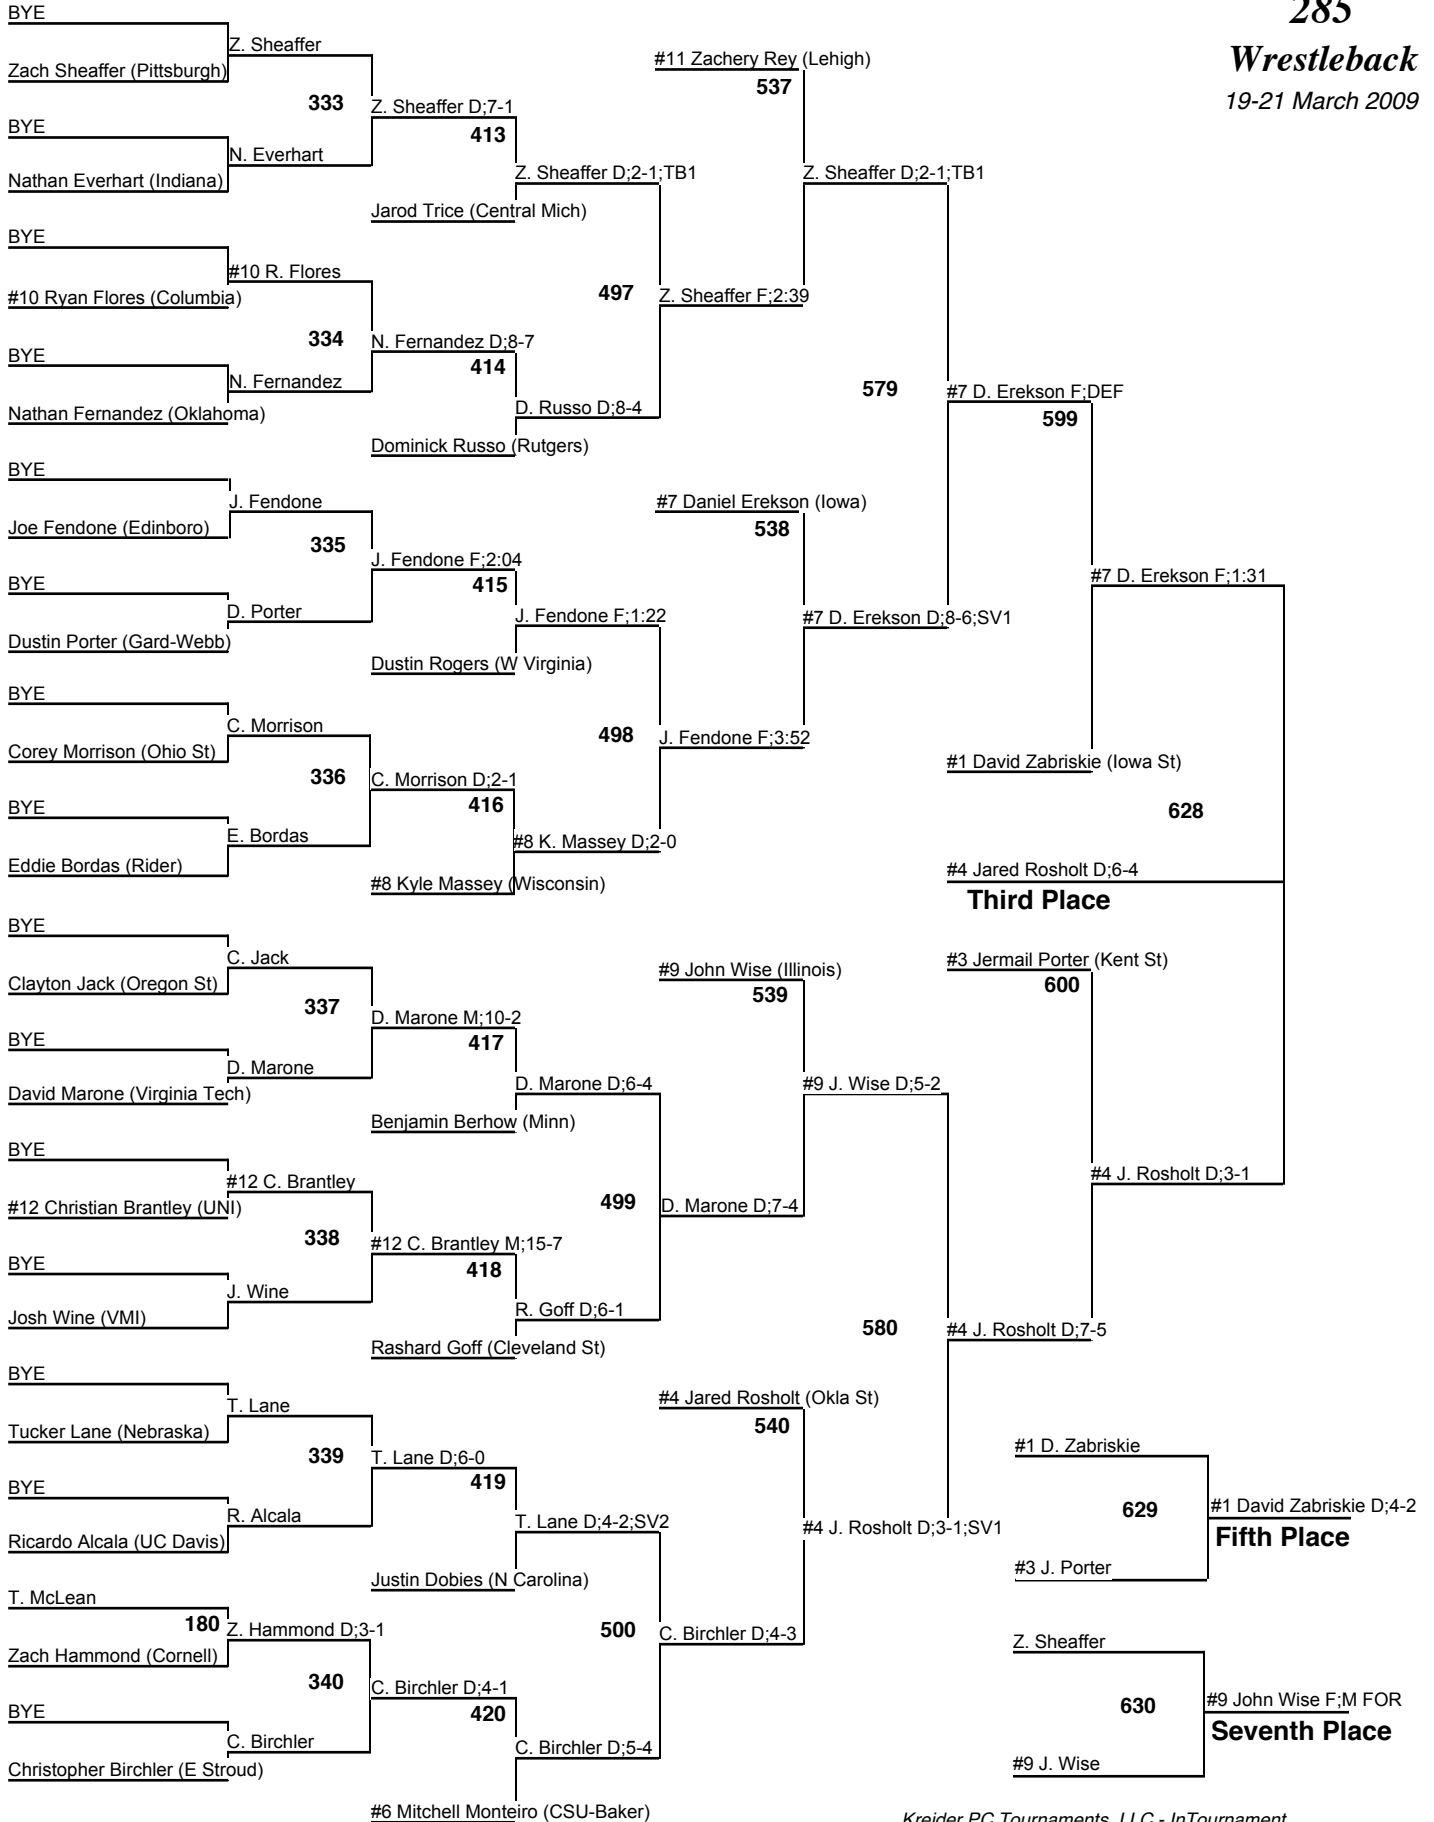 285
Wrestleback
19-21 March 2009
BYE
Z. Sheaffer
Zach Sheaffer (Pittsburgh)
333
Z. Sheaffer D;7-1
413
BYE
N. Everhart
Nathan Everhart (Indiana)
Z. Sheaffer D;2-1;TB1
Jarod Trice (Central Mich)
#11 Zachery Rey (Lehigh)
537
Z. Sheaffer D;2-1;TB1
BYE
#10 R. Flores
#10 Ryan Flores (Columbia)
497
Z. Sheaffer F;2:39
334
N. Fernandez D;8-7
414
BYE
N. Fernandez
Nathan Fernandez (Oklahoma)
D. Russo D;8-4
Dominick Russo (Rutgers)
579
#7 D. Erekson F;DEF
599
BYE
J. Fendone
Joe Fendone (Edinboro)
335
J. Fendone F;2:04
415
#7 Daniel Erekson (Iowa)
538
#7 D. Erekson F;1:31
BYE
D. Porter
Dustin Porter (Gard-Webb)
J. Fendone F;1:22
#7 D. Erekson D;8-6;SV1
Dustin Rogers (W Virginia)
BYE
C. Morrison
Corey Morrison (Ohio St)
498
J. Fendone F;3:52
#1 David Zabriskie (Iowa St)
336
C. Morrison D;2-1
416
628
BYE
E. Bordas
Eddie Bordas (Rider)
#8 K. Massey D;2-0
#8 Kyle Massey (Wisconsin)
#4 Jared Rosholt D;6-4
Third Place
BYE
C. Jack
Clayton Jack (Oregon St)
337
D. Marone M;10-2
417
#9 John Wise (Illinois)
539
#3 Jermail Porter (Kent St)
600
BYE
D. Marone
David Marone (Virginia Tech)
D. Marone D;6-4
#9 J. Wise D;5-2
Benjamin Berhow (Minn)
BYE
#12 C. Brantley
#12 Christian Brantley (UNI)
499
D. Marone D;7-4
#4 J. Rosholt D;3-1
338
#12 C. Brantley M;15-7
418
BYE
J. Wine
Josh Wine (VMI)
R. Goff D;6-1
Rashard Goff (Cleveland St)
580
#4 J. Rosholt D;7-5
BYE
T. Lane
Tucker Lane (Nebraska)
339
T. Lane D;6-0
419
#4 Jared Rosholt (Okla St)
540
BYE
R. Alcala
Ricardo Alcala (UC Davis)
T. Lane D;4-2;SV2
#4 J. Rosholt D;3-1;SV1
Justin Dobies (N Carolina)
#1 D. Zabriskie
629
#1 David Zabriskie D;4-2
Fifth Place
#3 J. Porter
T. McLean
180
Z. Hammond D;3-1
Zach Hammond (Cornell)
500
C. Birchler D;4-3
340
C. Birchler D;4-1
420
BYE
C. Birchler
Christopher Birchler (E Stroud)
C. Birchler D;5-4
#6 Mitchell Monteiro (CSU-Baker)
Z. Sheaffer
630
#9 John Wise F;M FOR
Seventh Place
#9 J. Wise
Kreider PC Tournaments, LLC - InTournament